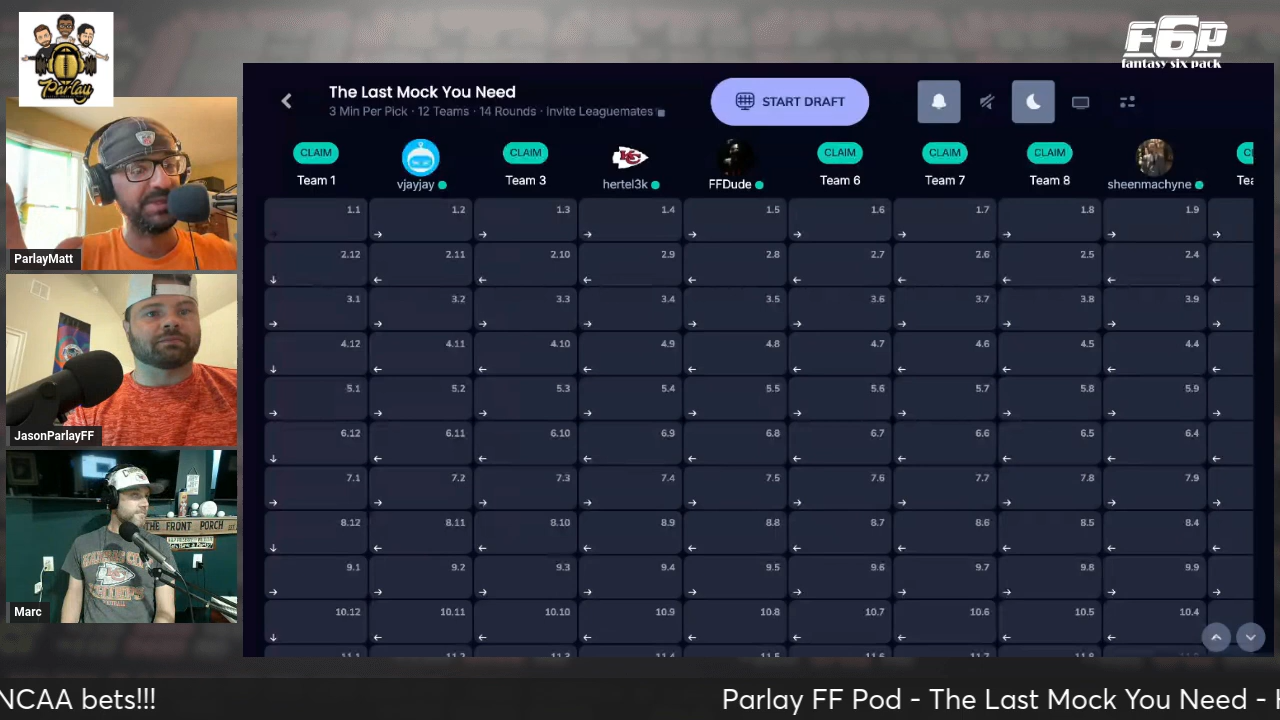 Parlay
F6P
fantasy six pack
The Last Mock You Need
3 Min Per Pick · 12 Teams · 14 Rounds · Invite Leaguemates
START DRAFT
CLAIM
Team 1
vjayjay
CLAIM
Team 3
hertel3k
FFDude
CLAIM
Team 6
CLAIM
Team 7
CLAIM
Team 8
sheenmachyne
1.1 1.2 1.3 1.4 1.5 1.6 1.7 1.8 1.9
2.12 2.11 2.10 2.9 2.8 2.7 2.6 2.5 2.4
3.1 3.2 3.3 3.4 3.5 3.6 3.7 3.8 3.9
4.12 4.11 4.10 4.9 4.8 4.7 4.6 4.5 4.4
5.1 5.2 5.3 5.4 5.5 5.6 5.7 5.8 5.9
6.12 6.11 6.10 6.9 6.8 6.7 6.6 6.5 6.4
7.1 7.2 7.3 7.4 7.5 7.6 7.7 7.8 7.9
8.12 8.11 8.10 8.9 8.8 8.7 8.6 8.5 8.4
9.1 9.2 9.3 9.4 9.5 9.6 9.7 9.8 9.9
10.12 10.11 10.10 10.9 10.8 10.7 10.6 10.5 10.4
ParlayMatt
JasonParlayFF
THE FRONT PORCH
Marc
NCAA bets!!!
Parlay FF Pod - The Last Mock You Need -